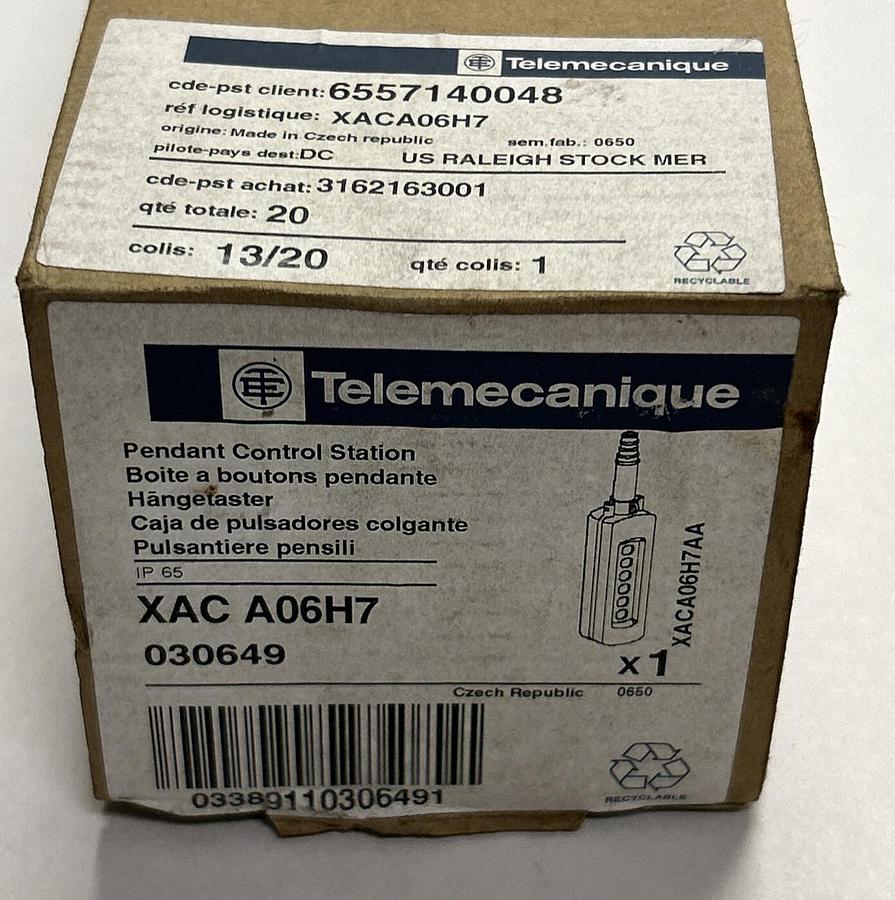 Telemecanique
cde-pst client: 6557140048
réf logistique: XACA06H7
origine: Made in Czech republic sem.fab.: 0650
pilote-pays dest:DC US RALEIGH STOCK MER
cde-pst achat: 3162163001
qté totale: 20
colis: 13/20 qté colis: 1
RECYCLABLE
Telemecanique
Pendant Control Station
Boite a boutons pendante
Hängetaster
Caja de pulsadores colgante
Pulsantiere pensili
IP 65
XAC A06H7
030649
XACA06H7AA
x 1
Czech Republic 0650
03389110306491
RECYCLABLE